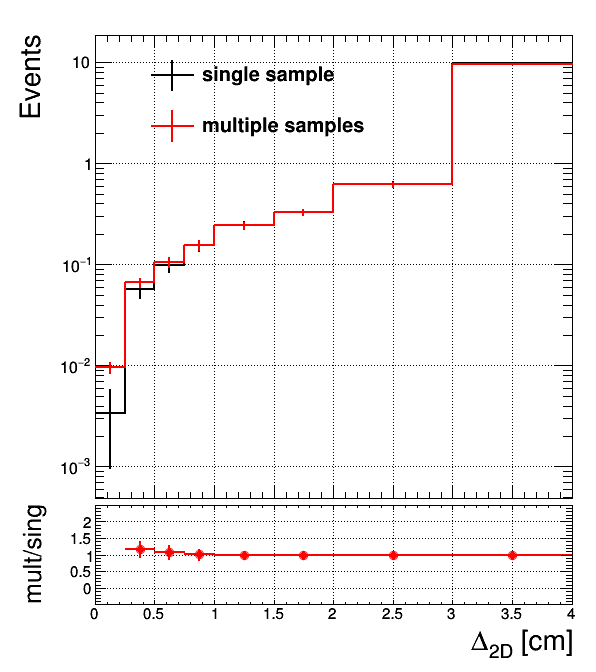 Events
single sample
multiple samples
10
1
10⁻¹
10⁻²
10⁻³
mult/sing
2
1.5
1
0.5
0
0 0.5 1 1.5 2 2.5 3 3.5 4
Δ2D [cm]